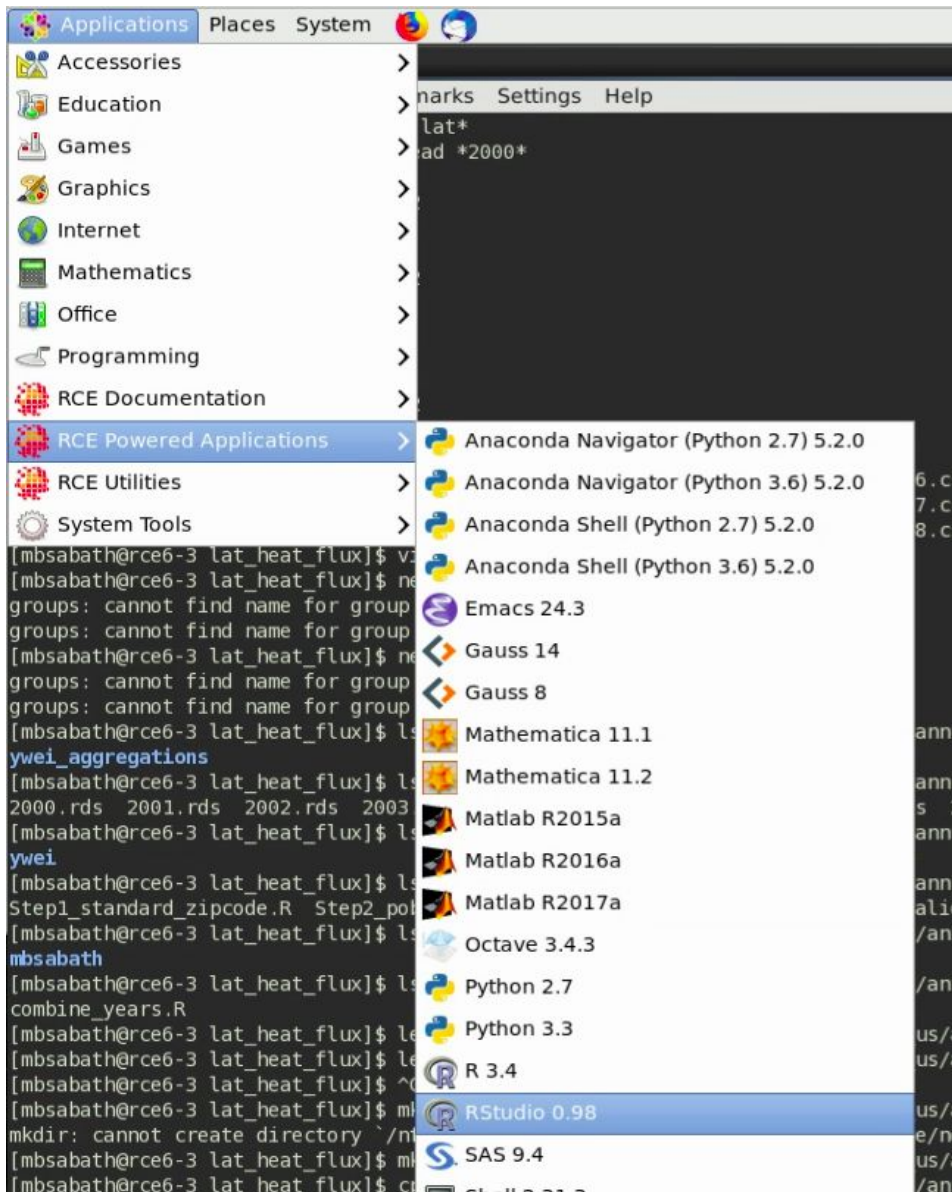 Applications Places System
Accessories
Education
Games
Graphics
Internet
Mathematics
Office
Programming
RCE Documentation
RCE Powered Applications
RCE Utilities
System Tools
marks Settings Help
lat*
ad *2000*
Anaconda Navigator (Python 2.7) 5.2.0
Anaconda Navigator (Python 3.6) 5.2.0
Anaconda Shell (Python 2.7) 5.2.0
Anaconda Shell (Python 3.6) 5.2.0
Emacs 24.3
Gauss 14
Gauss 8
Mathematica 11.1
Mathematica 11.2
Matlab R2015a
Matlab R2016a
Matlab R2017a
Octave 3.4.3
Python 2.7
Python 3.3
R 3.4
RStudio 0.98
SAS 9.4
6.c
7.c
8.c
[mbsabath@rce6-3 lat_heat_flux]$ vi
[mbsabath@rce6-3 lat_heat_flux]$ ne
groups: cannot find name for group
groups: cannot find name for group
[mbsabath@rce6-3 lat_heat_flux]$ ne
groups: cannot find name for group
groups: cannot find name for group
[mbsabath@rce6-3 lat_heat_flux]$ ls ann
ywei_aggregations
[mbsabath@rce6-3 lat_heat_flux]$ ls ann
2000.rds 2001.rds 2002.rds 2003 s
[mbsabath@rce6-3 lat_heat_flux]$ ls ann
ywei
[mbsabath@rce6-3 lat_heat_flux]$ ls ann
Step1_standard_zipcode.R Step2_pob ali
[mbsabath@rce6-3 lat_heat_flux]$ ls /an
mbsabath
[mbsabath@rce6-3 lat_heat_flux]$ ls /an
combine_years.R
[mbsabath@rce6-3 lat_heat_flux]$ le us/
[mbsabath@rce6-3 lat_heat_flux]$ le us/
[mbsabath@rce6-3 lat_heat_flux]$ ^C
[mbsabath@rce6-3 lat_heat_flux]$ mk us/
mkdir: cannot create directory `/nf e/n
[mbsabath@rce6-3 lat_heat_flux]$ mk us/
[mbsabath@rce6-3 lat_heat_flux]$ cp /an